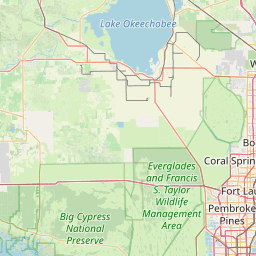 Lake Okeechobee
W
Bo
Coral Spring
Everglades and
Francis
S. Taylor
Wildlife
Management
Area
Fort Lau
Pembroke
Pines
Big Cypress
National
Preserve